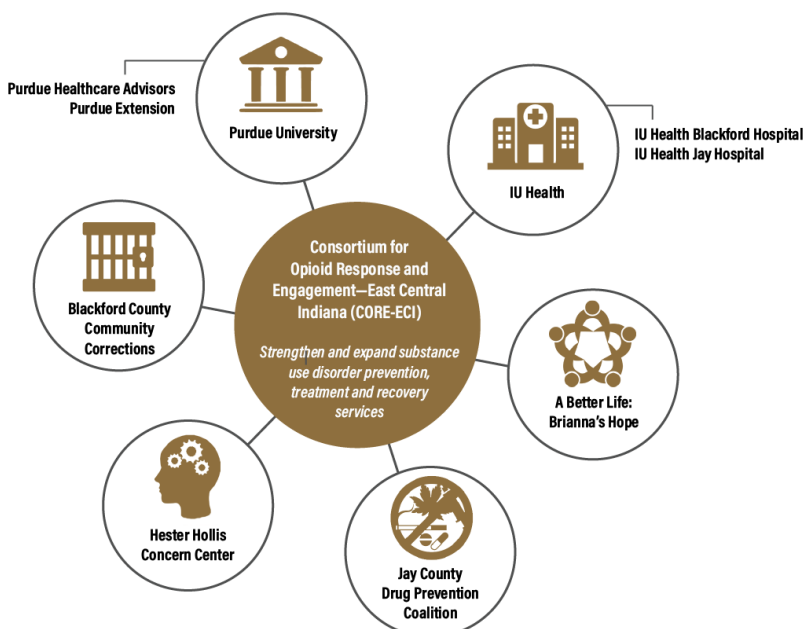 Purdue Healthcare Advisors
Purdue Extension
Purdue University
IU Health
IU Health Blackford Hospital
IU Health Jay Hospital
Blackford County
Community
Corrections
Consortium for
Opioid Response and
Engagement—East Central
Indiana (CORE-ECI)
Strengthen and expand substance
use disorder prevention,
treatment and recovery
services
A Better Life:
Brianna's Hope
Hester Hollis
Concern Center
Jay County
Drug Prevention
Coalition